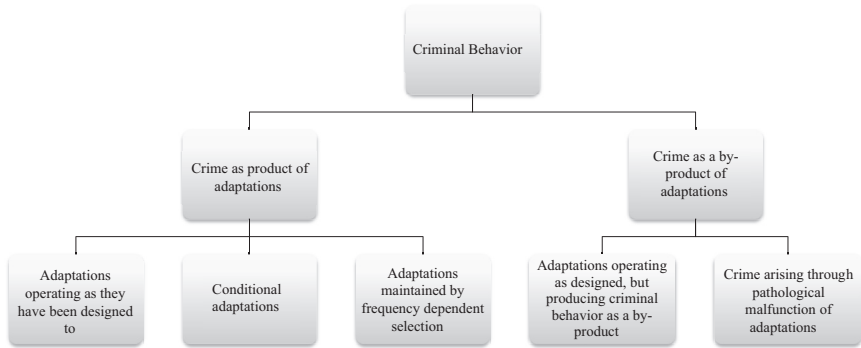 Criminal Behavior
Crime as product of
adaptations
Crime as a by-
product of
adaptations
Adaptations
operating as they
have been designed
to
Conditional
adaptations
Adaptations
maintained by
frequency dependent
selection
Adaptations operating
as designed, but
producing criminal
behavior as a by-
product
Crime arising through
pathological
malfunction of
adaptations